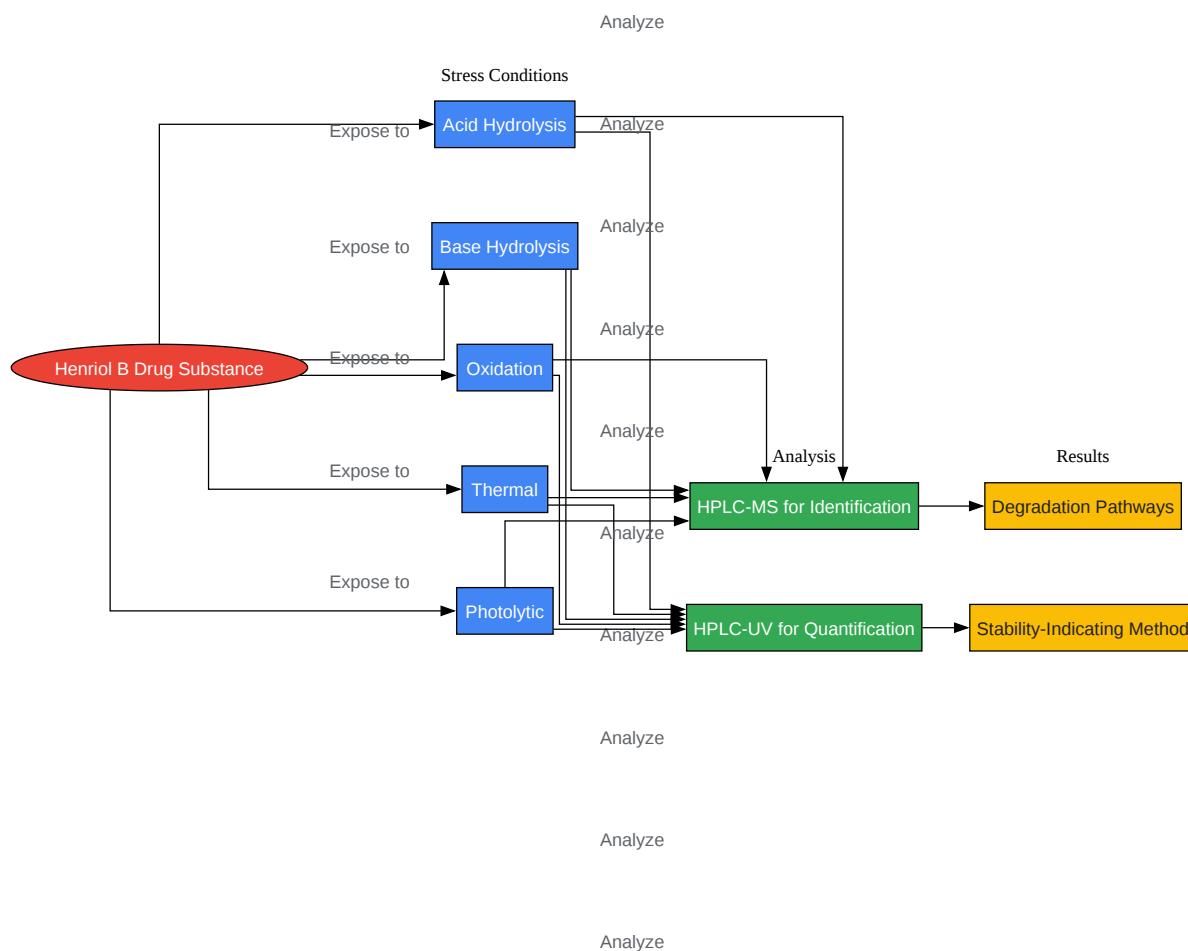 Analyze
Stress Conditions
Acid Hydrolysis
Expose to
Analyze
Base Hydrolysis
Expose to
Analyze
Henriol B Drug Substance
Expose to
Oxidation
Analyze
Analyze
Analysis
Results
Expose to
Thermal
HPLC-MS for Identification
Degradation Pathways
Analyze
Expose to
Photolytic
HPLC-UV for Quantification
Stability-Indicating Method
Analyze
Analyze
Analyze
Analyze